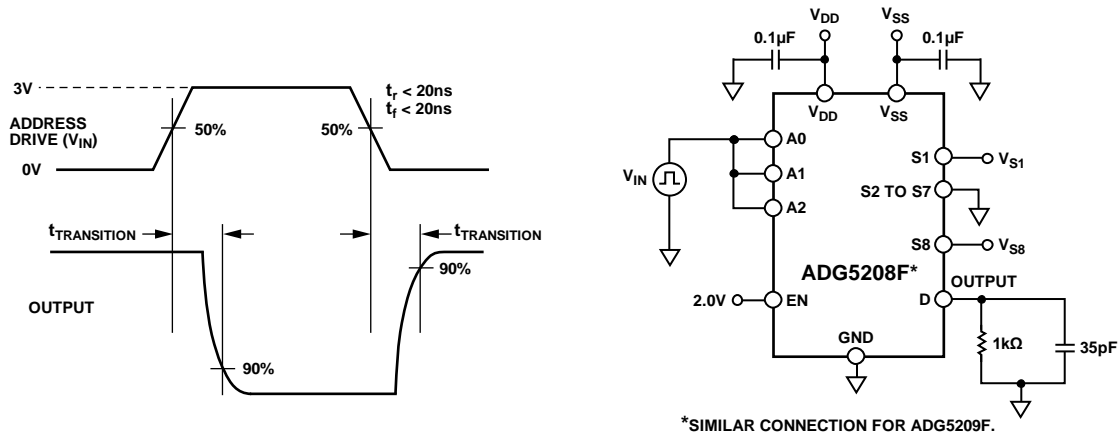 3V
ADDRESS
DRIVE (VIN)
0V
50%
50%
tr < 20ns
tf < 20ns
tTRANSITION
tTRANSITION
90%
OUTPUT
90%
VDD
VSS
0.1µF
0.1µF
VDD
VSS
A0
A1
A2
VIN
S1
VS1
S2 TO S7
S8
VS8
ADG5208F*
OUTPUT
2.0V
EN
D
GND
1kΩ
35pF
*SIMILAR CONNECTION FOR ADG5209F.